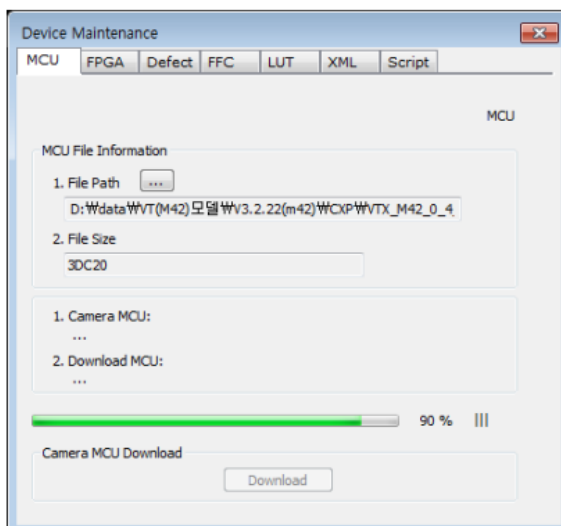 Device Maintenance
MCU FPGA Defect FFC LUT XML Script
MCU
MCU File Information
1. File Path ...
D:₩data₩VT(M42)모델₩V3.2.22(m42)₩CXP₩VTX_M42_0_4
2. File Size
3DC20
1. Camera MCU:
...
2. Download MCU:
...
90 %
Camera MCU Download
Download